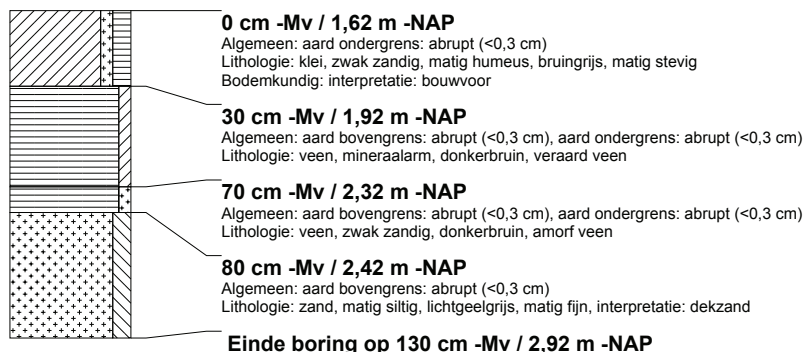 0 cm -Mv / 1,62 m -NAP
Algemeen: aard ondergrens: abrupt (<0,3 cm)
Lithologie: klei, zwak zandig, matig humeus, bruingrijs, matig stevig
Bodemkundig: interpretatie: bouwvoor
30 cm -Mv / 1,92 m -NAP
Algemeen: aard bovengrens: abrupt (<0,3 cm), aard ondergrens: abrupt (<0,3 cm)
Lithologie: veen, mineraalarm, donkerbruin, veraard veen
70 cm -Mv / 2,32 m -NAP
Algemeen: aard bovengrens: abrupt (<0,3 cm), aard ondergrens: abrupt (<0,3 cm)
Lithologie: veen, zwak zandig, donkerbruin, amorf veen
80 cm -Mv / 2,42 m -NAP
Algemeen: aard bovengrens: abrupt (<0,3 cm)
Lithologie: zand, matig siltig, lichtgeelgrijs, matig fijn, interpretatie: dekzand
Einde boring op 130 cm -Mv / 2,92 m -NAP